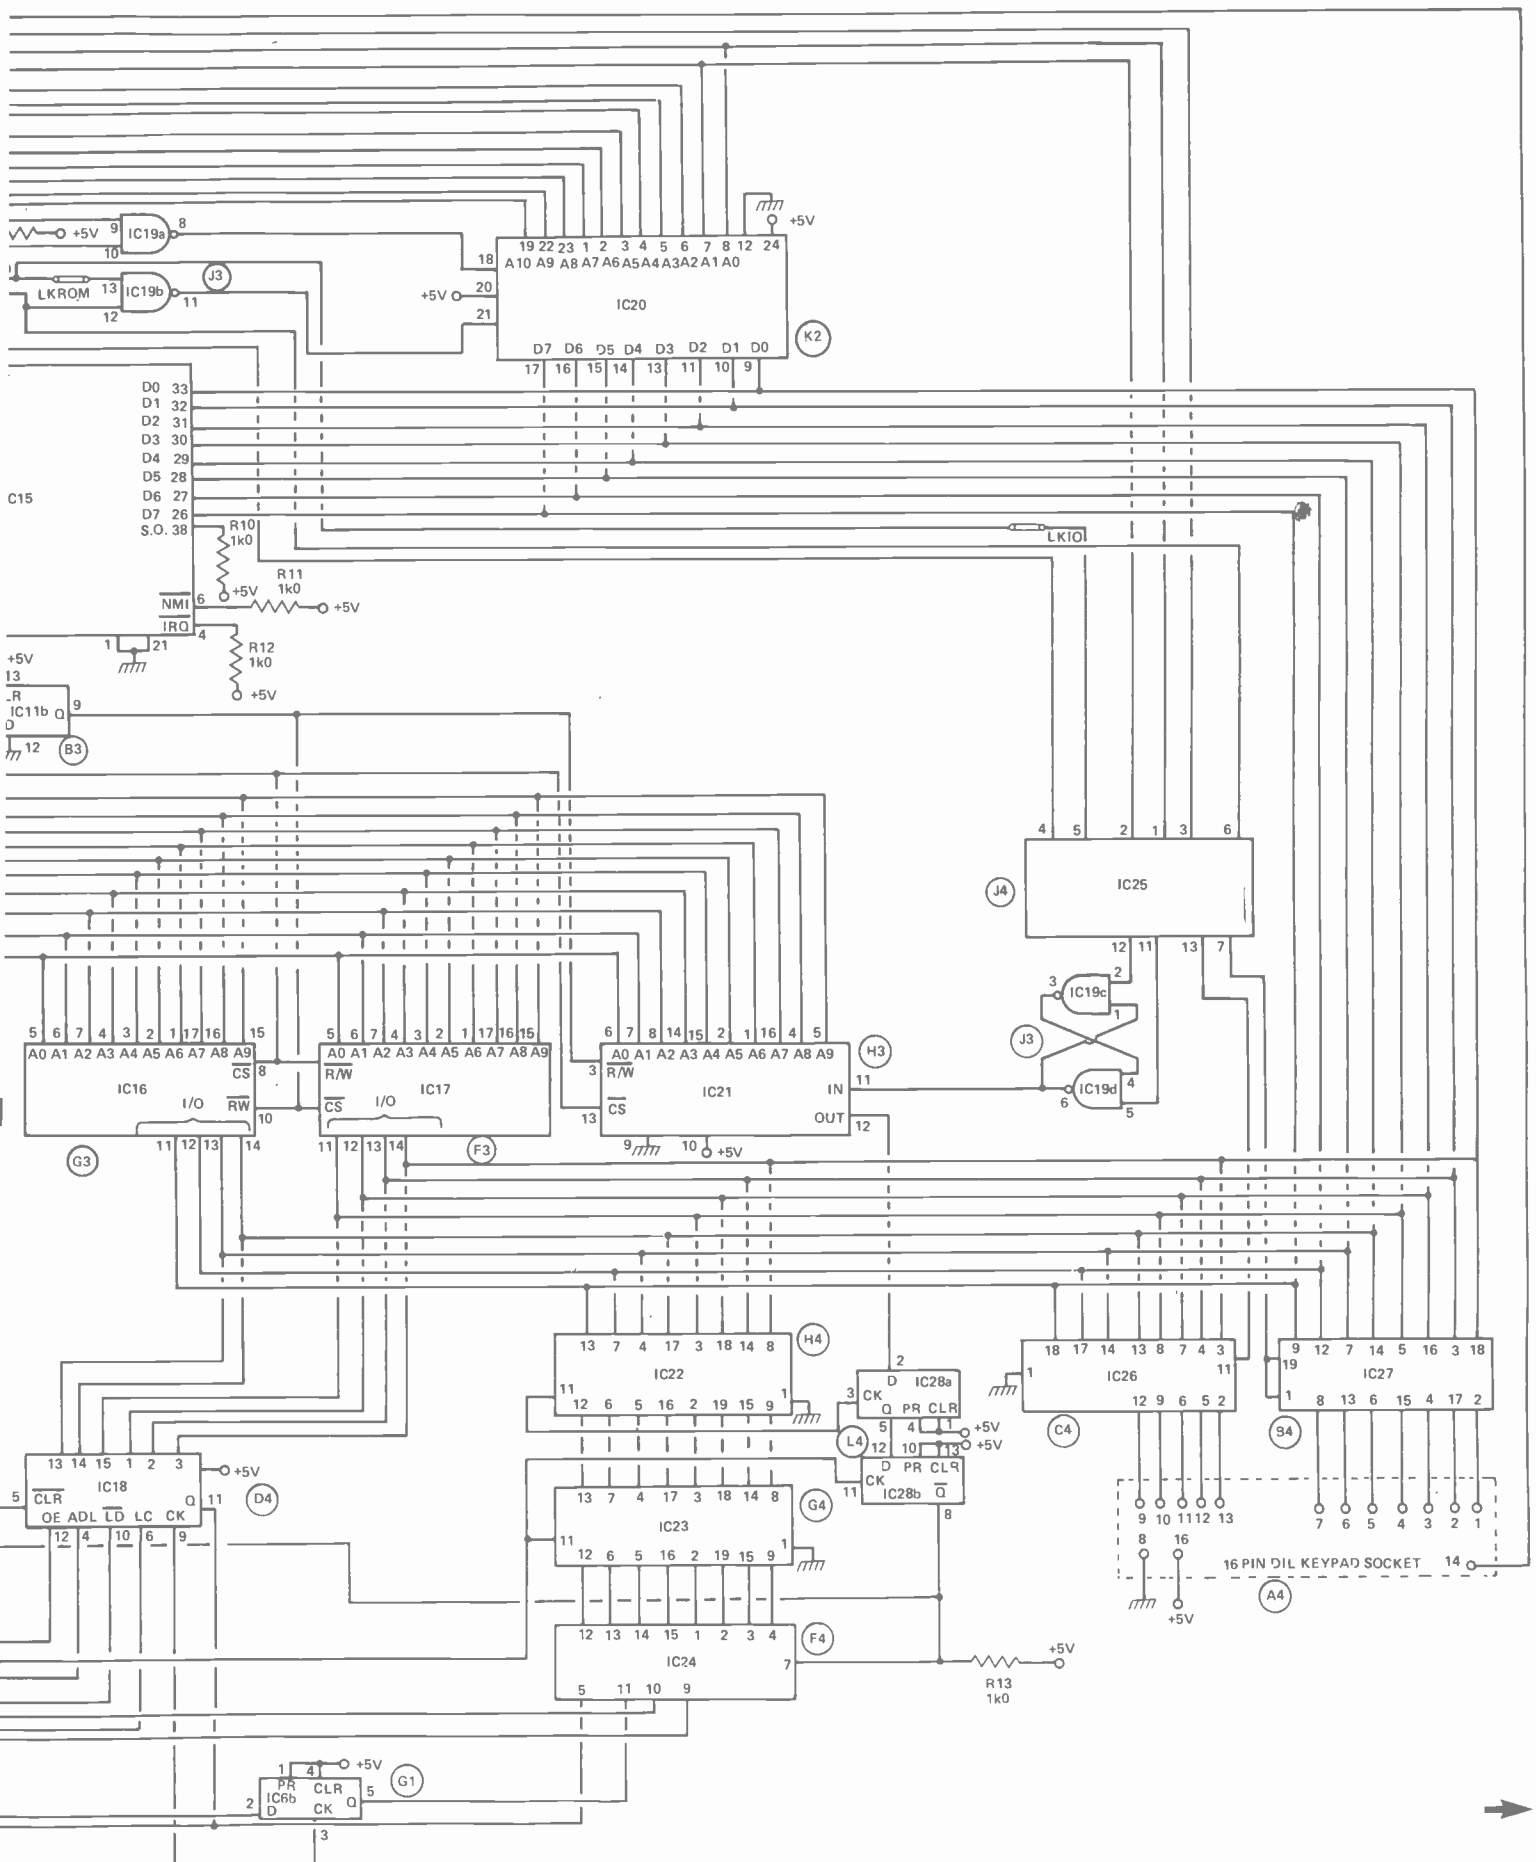 8
9 IC19a
+5V
10
J3
LKROM 13 IC19b
11
12
+5V
19 22 23 1 2 3 4 5 6 7 8 12 24
18 A10 A9 A8 A7 A6 A5 A4 A3 A2 A1 A0
+5V 20
IC20
21
K2
D7 D6 D5 D4 D3 D2 D1 D0
17 16 15 14 13 11 10 9
D0 33
D1 32
D2 31
D3 30
D4 29
D5 28
D6 27
C15
D7 26
S.O. 38
R10
1k0
LKIO
+5V
R11
1k0
NMI 6
+5V
IRQ 4
1 21
R12
1k0
+5V
+5V
13
LR
IC11b Q 9
D
12 B3
4 5 2 1 3 6
IC25
J4
12 11 13 7
3 IC19c 2
1
J3
4
IC19d
6 5
5 6 7 4 3 2 1 17 16 15
A0 A1 A2 A3 A4 A5 A6 A7 A8 A9
CS 8
IC16
I/O RW 10
11 12 13 14
G3
5 6 7 4 3 2 1 17 16 15
A0 A1 A2 A3 A4 A5 A6 A7 A8 A9
R/W
IC17
CS I/O
11 12 13 14
F3
6 7 8 14 15 2 1 16 4 5
A0 A1 A2 A3 A4 A5 A6 A7 A8 A9
H3
3 R/W
IC21 IN 11
13 CS
OUT 12
9 10 +5V
13 7 4 17 3 18 14 8
H4
IC22
11 1
12 6 5 16 2 19 15 9
2
D IC28a
3 CK
Q PR CLR
5 4 1 +5V
L4
12 10 13 +5V
D PR CLR
CK
11 IC28b Q
8
18 17 14 13 8 7 4 3
1 IC26 11
12 9 6 5 2
C4
9 12 7 14 5 16 3 18
19
IC27
1 8 13 6 15 4 17 2
B4
13 14 15 1 2 3
IC18
+5V
D4
5 CLR Q 11
OE ADL LD LC CK
12 4 10 6 9
13 7 4 17 3 18 14 8
G4
IC23
11 1
12 6 5 16 2 19 15 9
9 10 11 12 13
7 6 5 4 3 2 1
8 16
16 PIN DIL KEYPAD SOCKET 14
A4
+5V
12 13 14 15 1 2 3 4
F4
IC24 7
5 11 10 9
+5V
R13
1k0
1 4 +5V
G1
PR CLR
IC6b Q 5
2 D CK
3